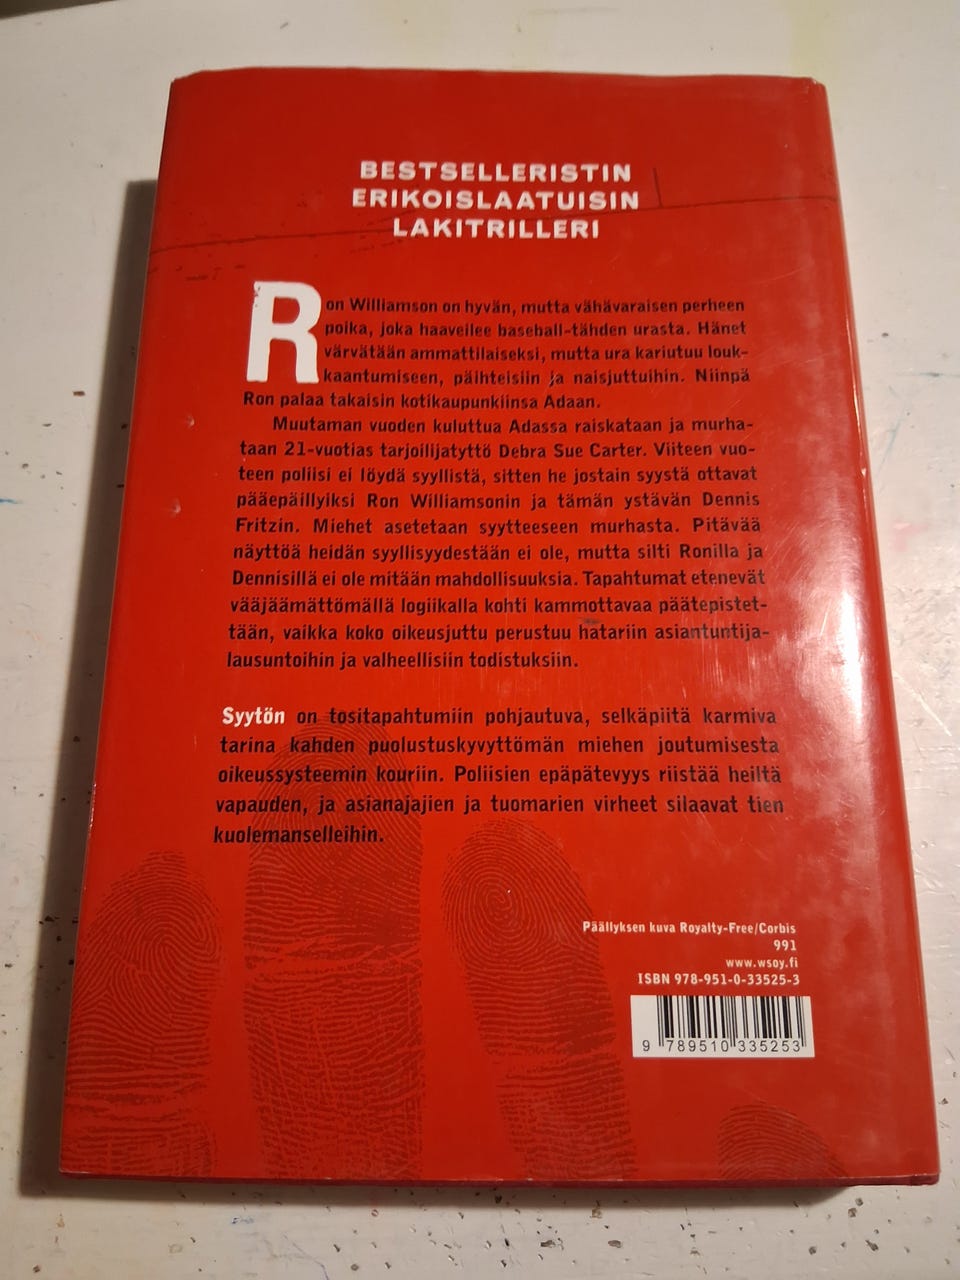 BESTSELLERISTIN
ERIKOISLAATUISIN
LAKITRILLERI
Ron Williamson on hyvän, mutta vähävaraisen perheen
poika, joka haaveilee baseball-tähden urasta. Hänet
värvätään ammattilaiseksi, mutta ura kariutuu louk-
kaantumiseen, päihteisiin ja naisjuttuihin. Niinpä
Ron palaa takaisin kotikaupunkiinsa Adaan.
Muutaman vuoden kuluttua Adassa raiskataan ja murha-
taan 21-vuotias tarjoilijatyttö Debra Sue Carter. Viiteen vuo-
teen poliisi ei löydä syyllistä, sitten he jostain syystä ottavat
pääepäillyiksi Ron Williamsonin ja tämän ystävän Dennis
Fritzin. Miehet asetetaan syytteeseen murhasta. Pitävää
näyttöä heidän syyllisyydestään ei ole, mutta silti Ronilla ja
Dennisillä ei ole mitään mahdollisuuksia. Tapahtumat etenevät
vääjäämättömällä logiikalla kohti kammottavaa päätepistet-
tään, vaikka koko oikeusjuttu perustuu hatariin asiantuntija-
lausuntoihin ja valheellisiin todistuksiin.
Syytön on tositapahtumiin pohjautuva, selkäpiitä karmiva
tarina kahden puolustuskyvyttömän miehen joutumisesta
oikeussysteemin kouriin. Poliisien epäpätevyys riistää heiltä
vapauden, ja asianajajien ja tuomarien virheet silaavat tien
kuolemanselleihin.
Päällyksen kuva Royalty-Free/Corbis
991
www.wsoy.fi
ISBN 978-951-0-33525-3
9 789510 335253